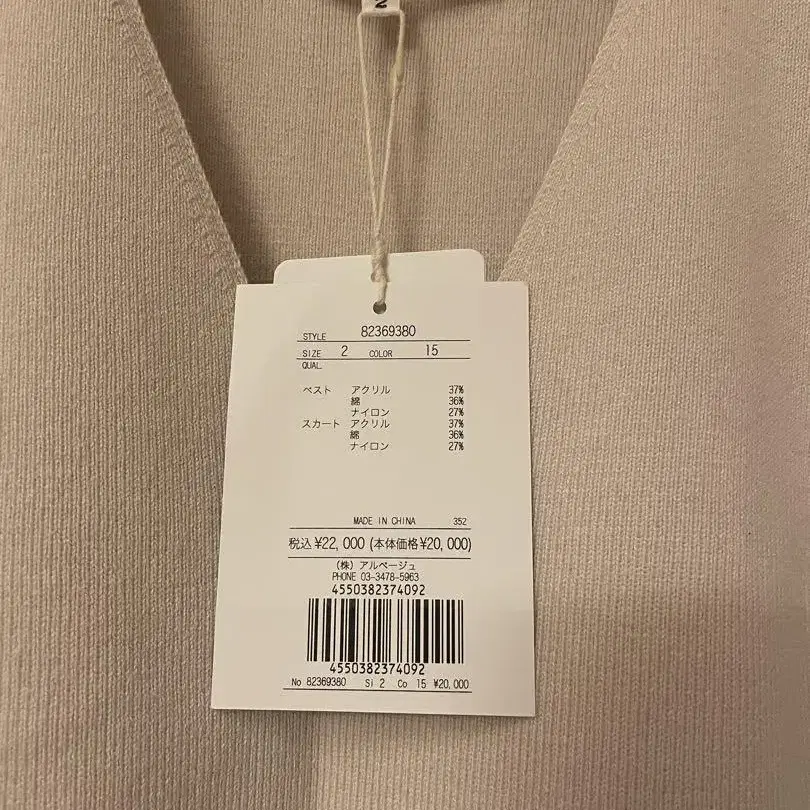 2
STYLE 82369380
SIZE 2 COLOR 15
QUAL.
ベスト アクリル 37%
綿 36%
ナイロン 27%
スカート アクリル 37%
綿 36%
ナイロン 27%
MADE IN CHINA 352
税込¥22,000(本体価格¥20,000)
(株)アルページュ
PHONE 03-3478-5963
4550382374092
4550382374092
No 82369380 Si 2 Co 15 ¥20,000